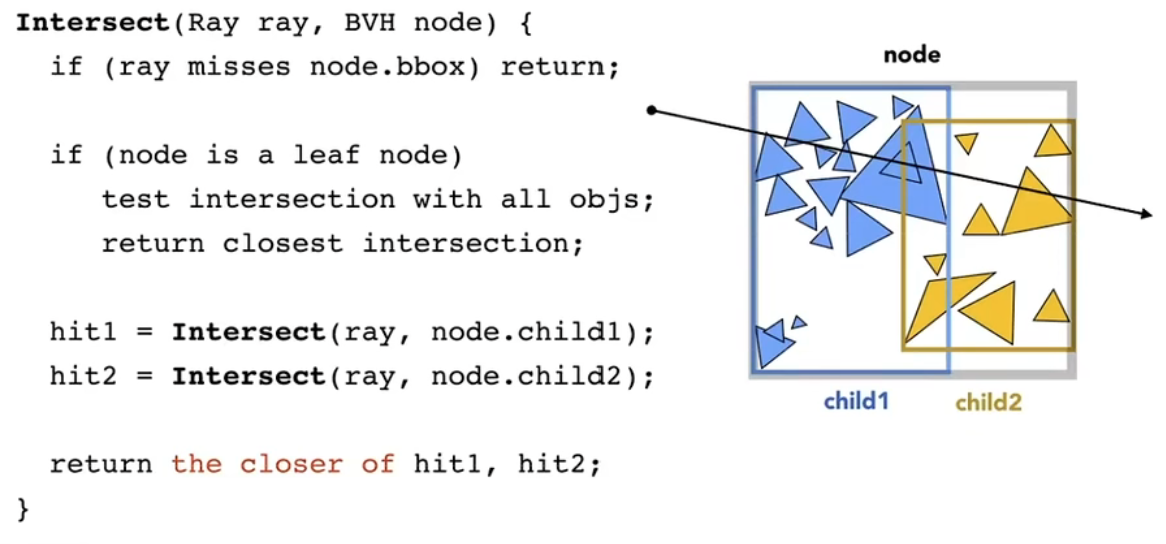 Intersect(Ray ray, BVH node) {
if (ray misses node.bbox) return;
if (node is a leaf node)
test intersection with all objs;
return closest intersection;
hit1 = Intersect(ray, node.child1);
hit2 = Intersect(ray, node.child2);
return the closer of hit1, hit2;
}
node
child1
child2